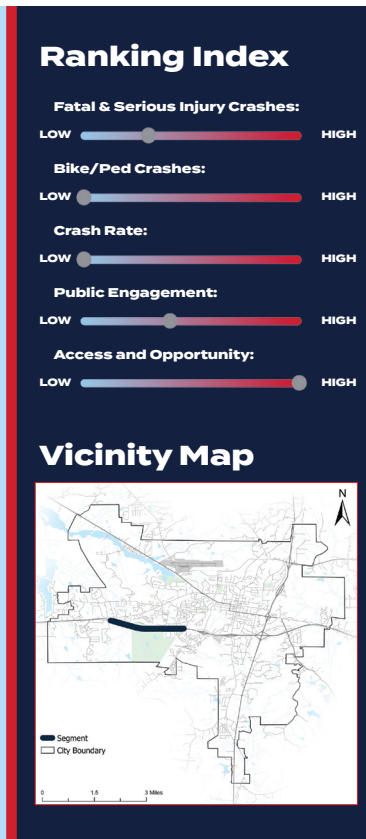 Ranking Index
Fatal & Serious Injury Crashes:
LOW HIGH
Bike/Ped Crashes:
LOW HIGH
Crash Rate:
LOW HIGH
Public Engagement:
LOW HIGH
Access and Opportunity:
LOW HIGH
Vicinity Map
N
Segment
City Boundary
0 1.5 3 Miles